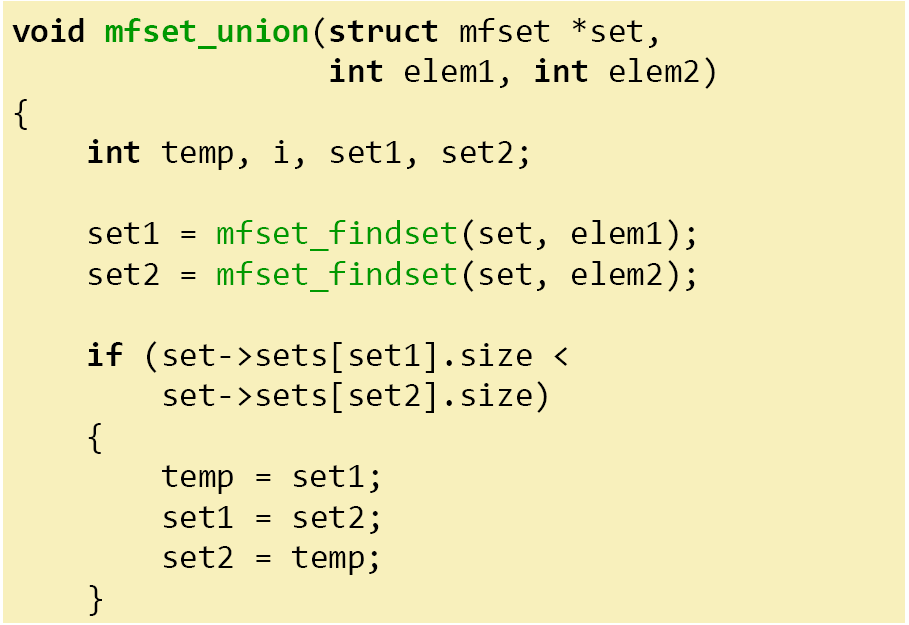 void mfset_union(struct mfset *set,
                 int elem1, int elem2)
{
    int temp, i, set1, set2;

    set1 = mfset_findset(set, elem1);
    set2 = mfset_findset(set, elem2);

    if (set->sets[set1].size <
        set->sets[set2].size)
    {
        temp = set1;
        set1 = set2;
        set2 = temp;
    }